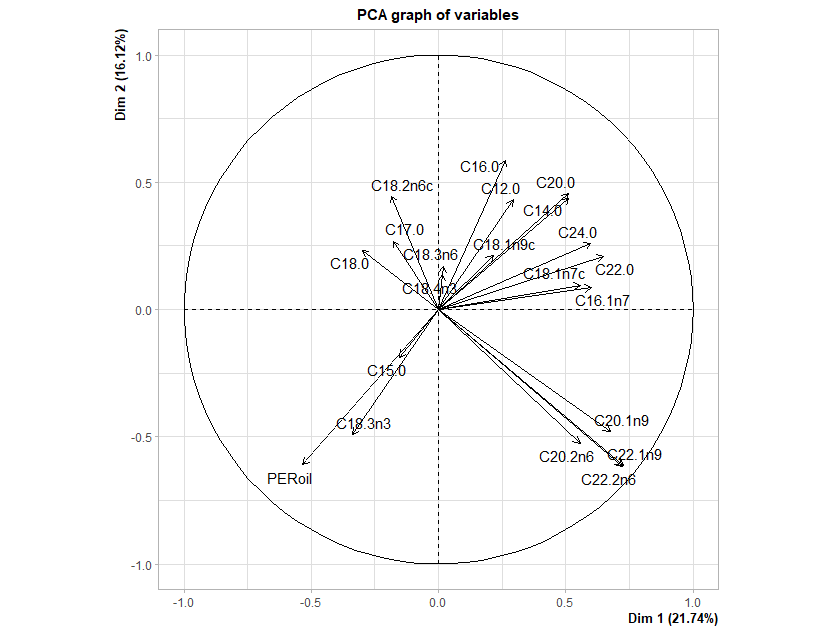 PCA graph of variables
Dim 2 (16.12%)
1.0
0.5
0.0
-0.5
-1.0
C16.0
C18.2n6c
C12.0
C20.0
C14.0
C17.0
C24.0
C18.1n9c
C18.3n6
C18.0
C22.0
C18.1n7c
C18.4n3
C16.1n7
C15.0
C18.3n3
C20.1n9
C20.2n6
C22.1n9
PERoil
C22.2n6
-1.0
-0.5
0.0
0.5
1.0
Dim 1 (21.74%)